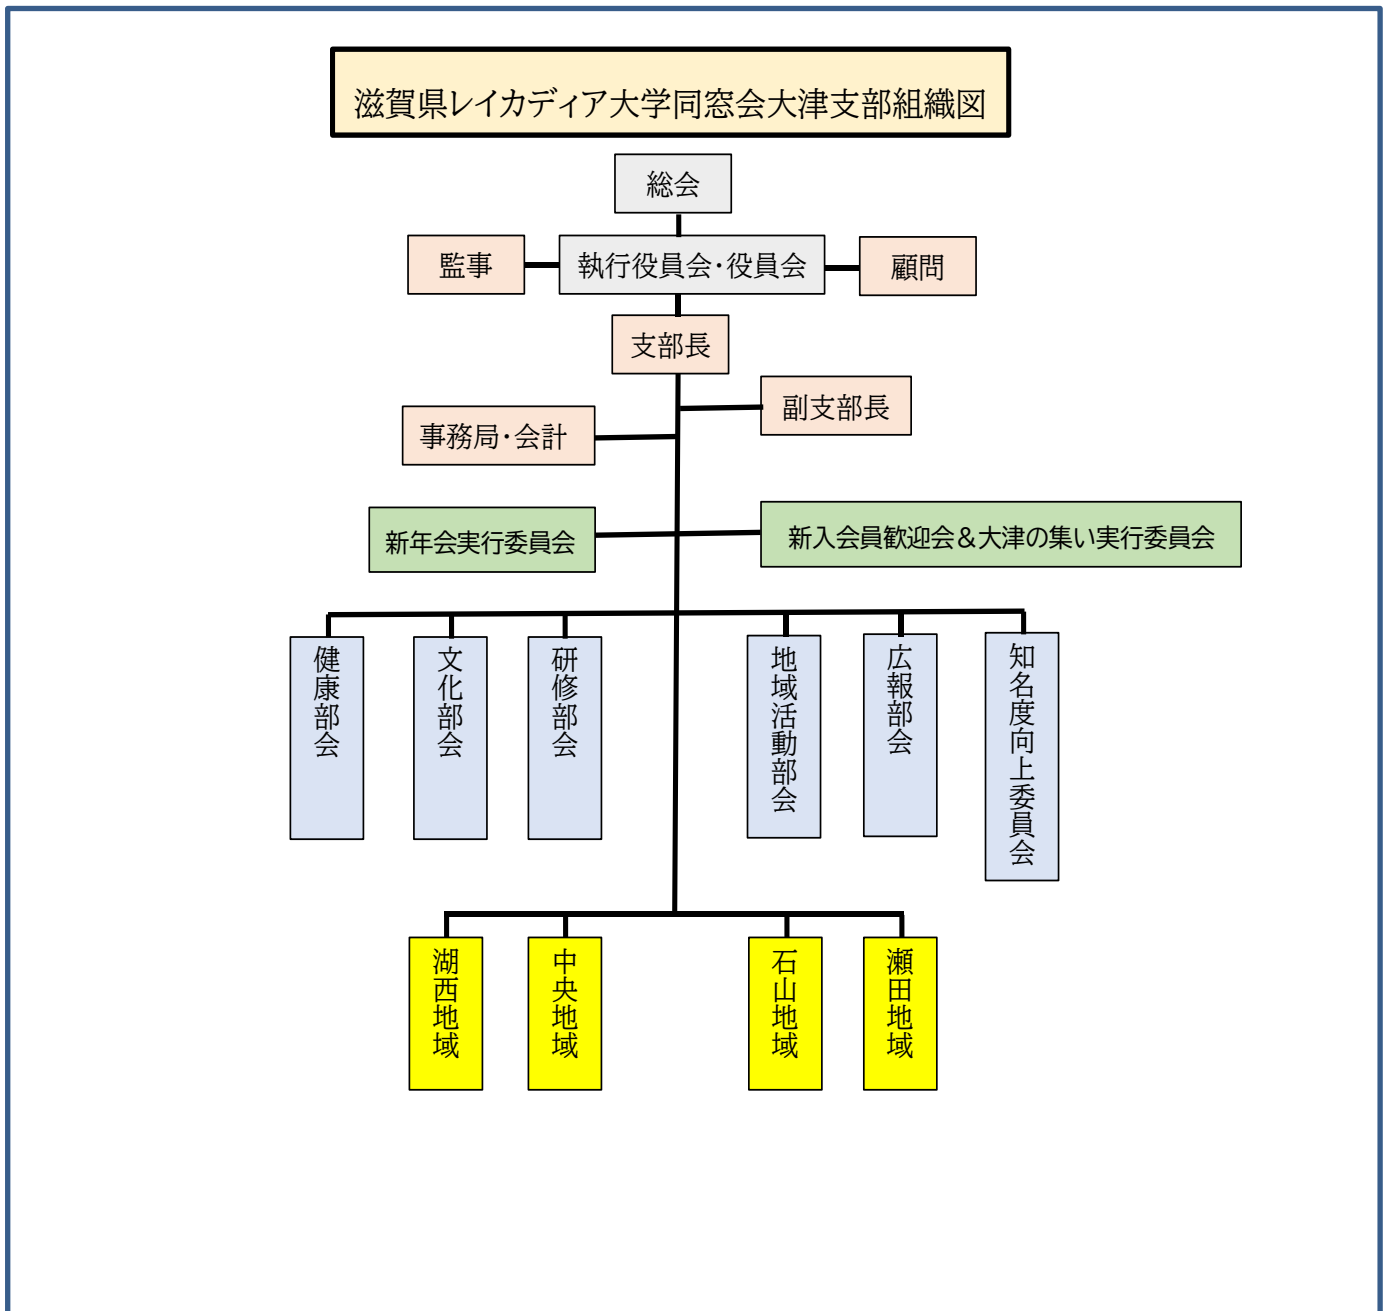 滋賀県レイカディア大学同窓会大津支部組織図
総会
監事
執行役員会・役員会
顧問
支部長
副支部長
事務局・会計
新年会実行委員会
新入会員歓迎会＆大津の集い実行委員会
健康部会
文化部会
研修部会
地域活動部会
広報部会
知名度向上委員会
湖西地域
中央地域
石山地域
瀬田地域